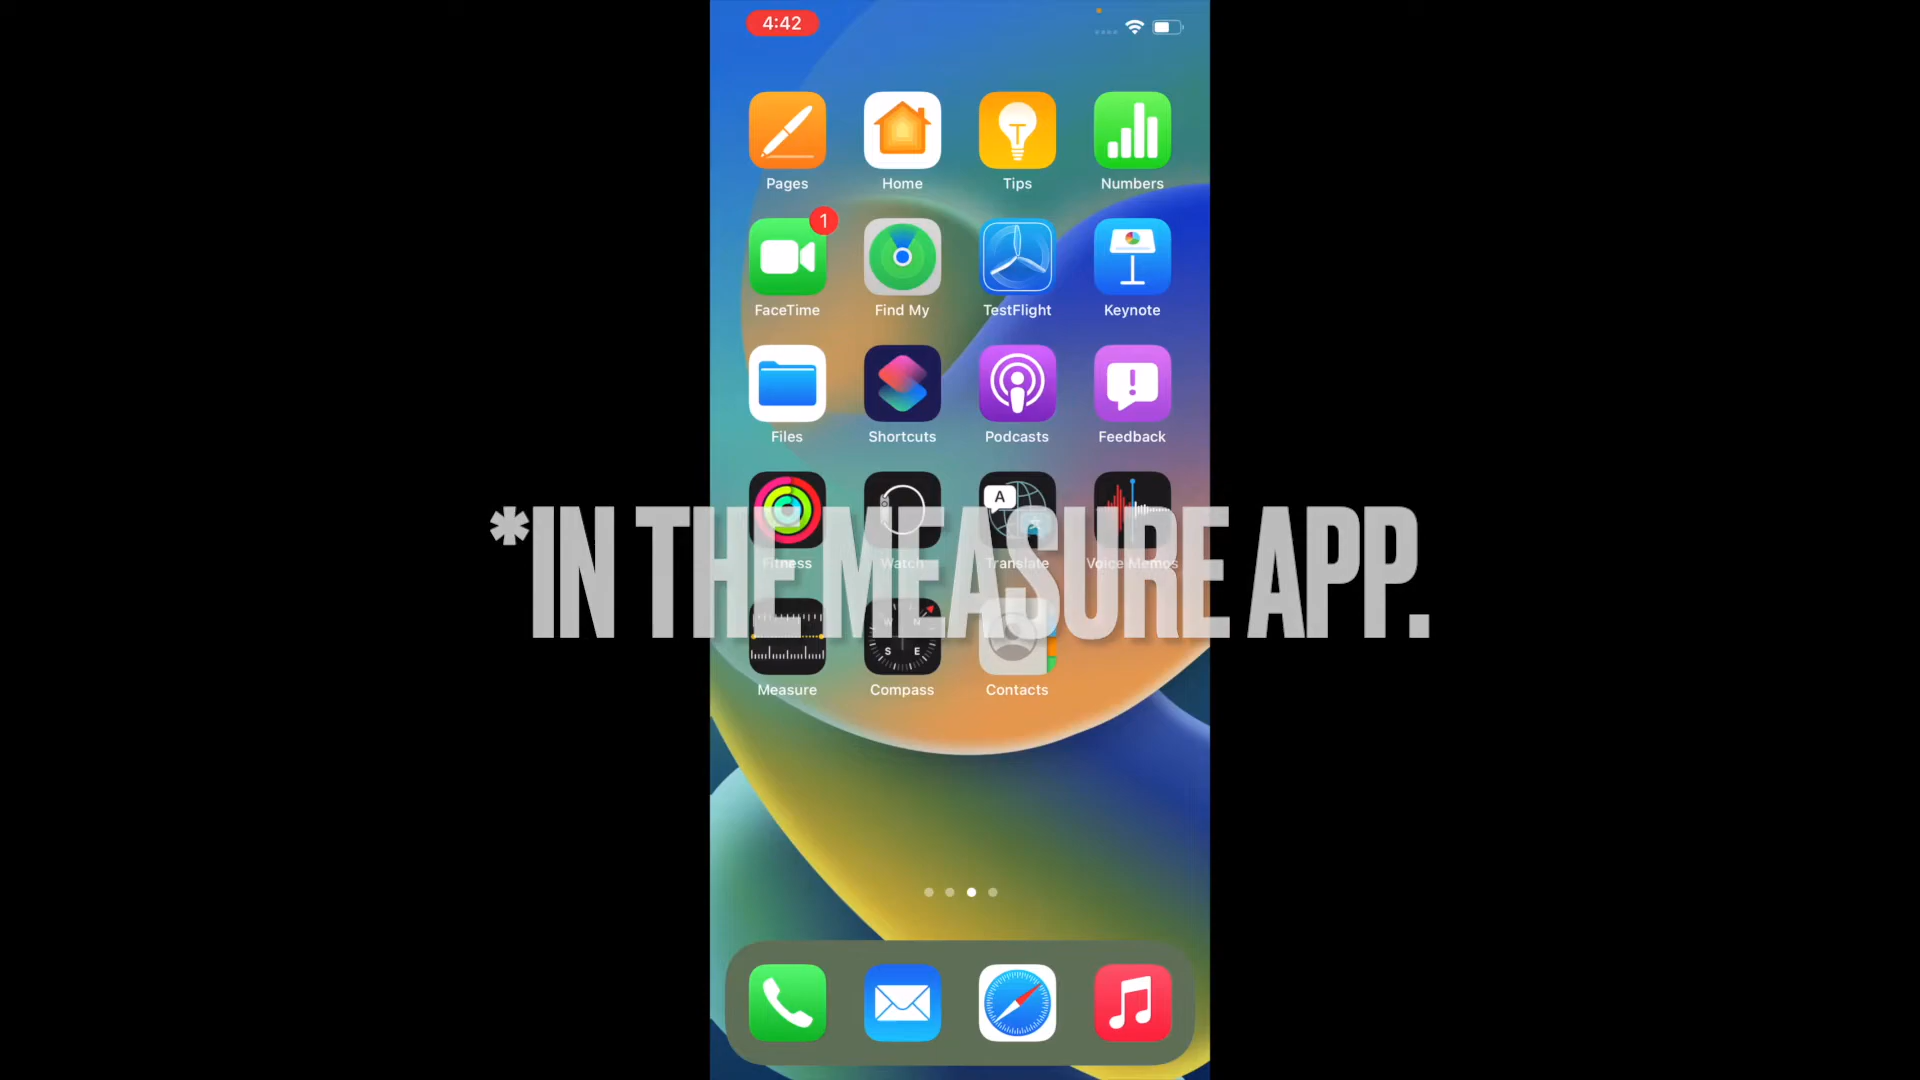 4:42
Pages Home Tips Numbers
1
FaceTime Find My TestFlight Keynote
Files Shortcuts Podcasts Feedback
A
Fitness Watch Translate Voice Memos
*IN THE MEASURE APP.
W N
S E
Measure Compass Contacts